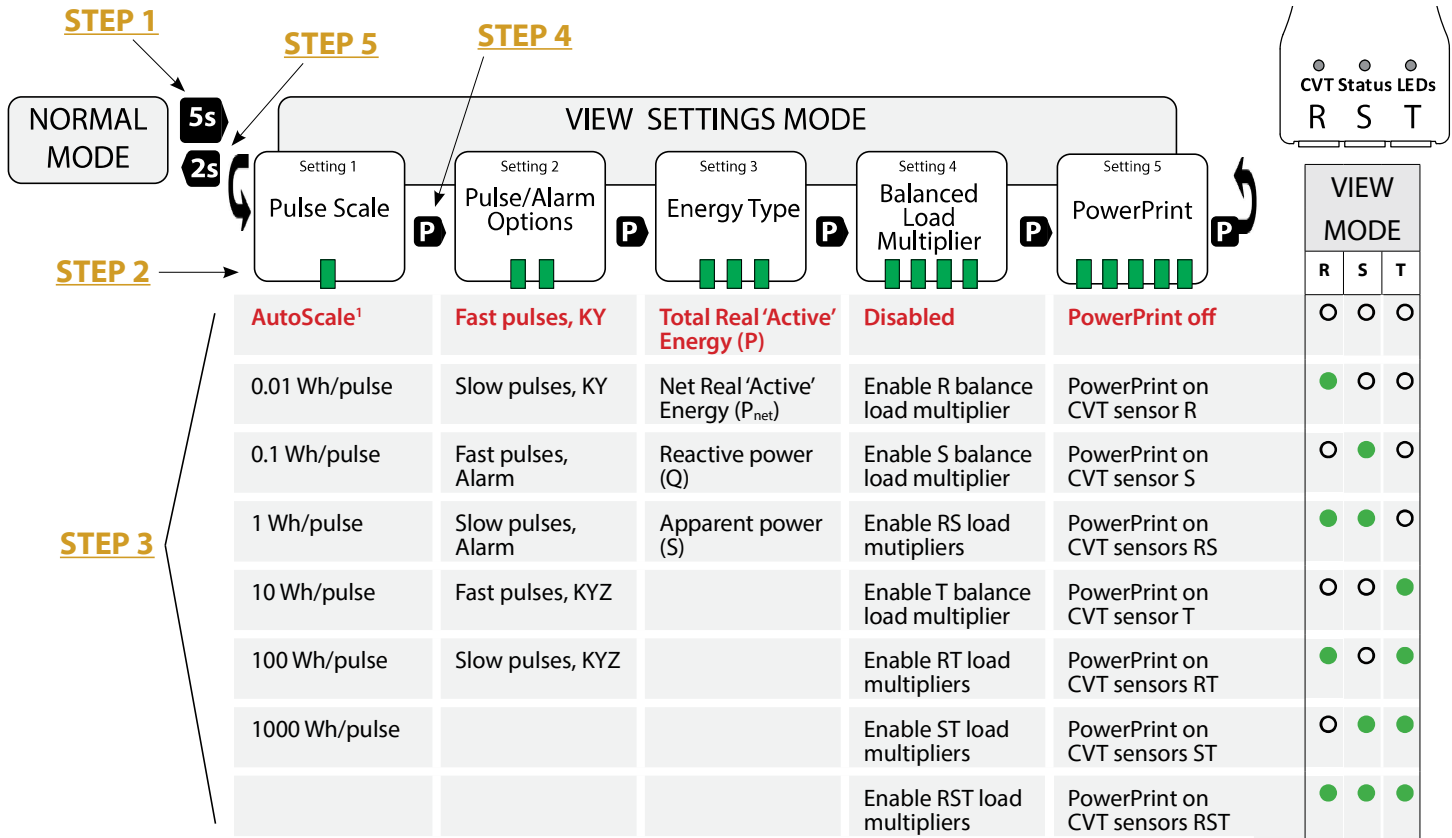 STEP 1
STEP 5
STEP 4
CVT Status LEDs
R S T
NORMAL
MODE
5s
2s
VIEW SETTINGS MODE
Setting 1
Pulse Scale
P
Setting 2
Pulse/Alarm
Options
P
Setting 3
Energy Type
P
Setting 4
Balanced
Load
Multiplier
P
Setting 5
PowerPrint
P
VIEW
MODE
R S T
STEP 2
STEP 3
AutoScale¹
Fast pulses, KY
Total Real 'Active'
Energy (P)
Disabled
PowerPrint off
0.01 Wh/pulse
Slow pulses, KY
Net Real 'Active'
Energy (Pnet)
Enable R balance
load multiplier
PowerPrint on
CVT sensor R
0.1 Wh/pulse
Fast pulses,
Alarm
Reactive power
(Q)
Enable S balance
load multiplier
PowerPrint on
CVT sensor S
1 Wh/pulse
Slow pulses,
Alarm
Apparent power
(S)
Enable RS load
mutipliers
PowerPrint on
CVT sensors RS
10 Wh/pulse
Fast pulses, KYZ
Enable T balance
load multiplier
PowerPrint on
CVT sensor T
100 Wh/pulse
Slow pulses, KYZ
Enable RT load
multipliers
PowerPrint on
CVT sensors RT
1000 Wh/pulse
Enable ST load
multipliers
PowerPrint on
CVT sensors ST
Enable RST load
multipliers
PowerPrint on
CVT sensors RST